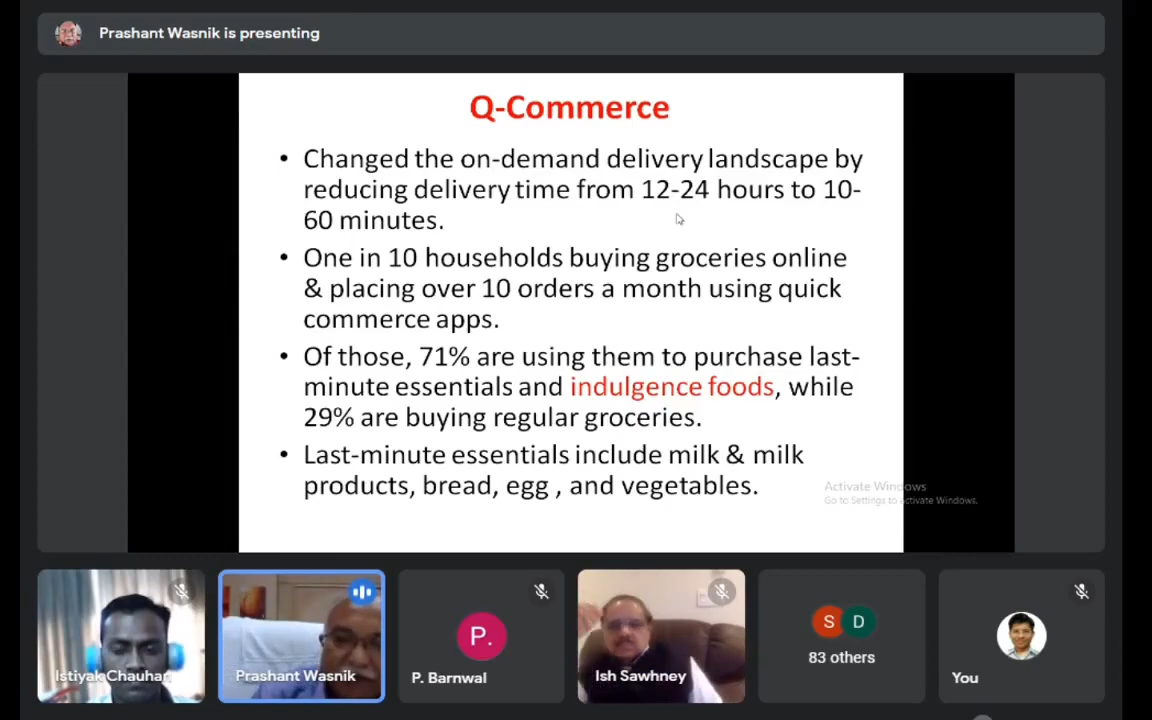 Prashant Wasnik is presenting
Q-Commerce
• Changed the on-demand delivery landscape by
reducing delivery time from 12-24 hours to 10-
60 minutes.
• One in 10 households buying groceries online
& placing over 10 orders a month using quick
commerce apps.
• Of those, 71% are using them to purchase last-
minute essentials and indulgence foods, while
29% are buying regular groceries.
• Last-minute essentials include milk & milk
products, bread, egg , and vegetables.
Activate Windows
Go to Settings to Activate Windows.
Istiyak Chauhan
Prashant Wasnik
P.
P. Barnwal
Ish Sawhney
S D
83 others
You